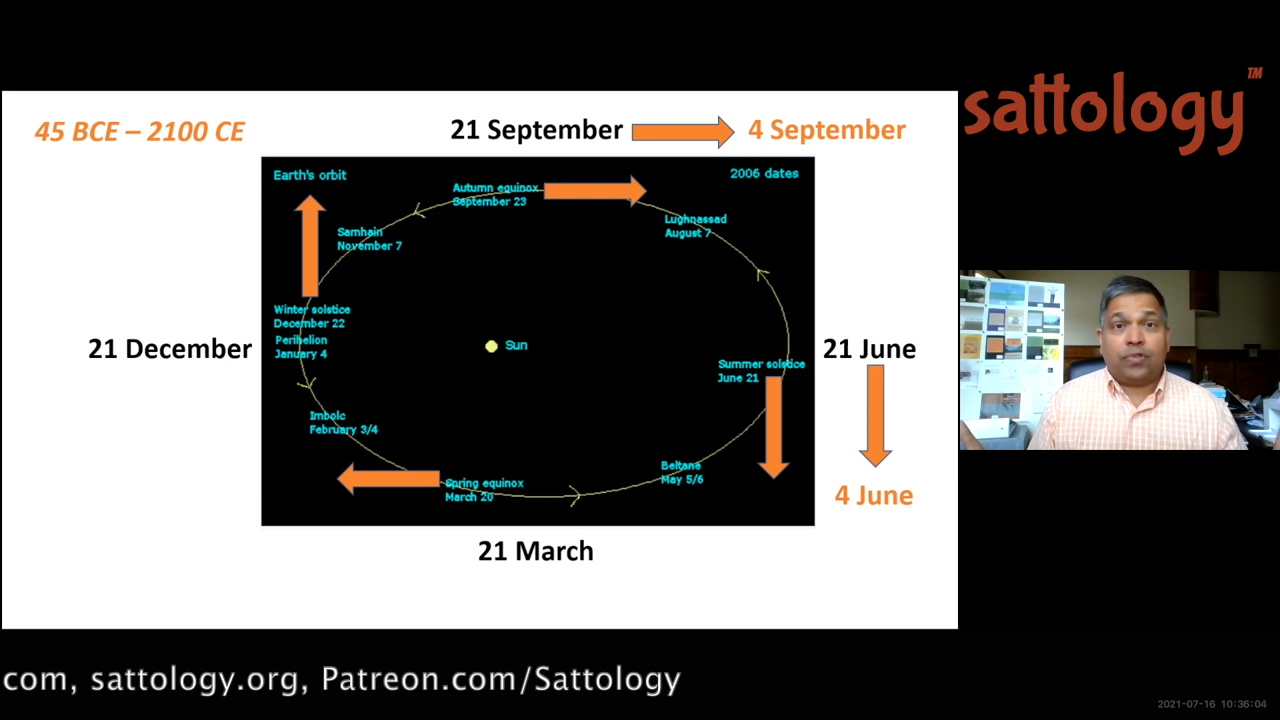 sattology™
45 BCE – 2100 CE
21 September
4 September
Earth's orbit
2006 dates
Autumn equinox
September 23
Lughnassad
August 7
Samhain
November 7
Winter solstice
December 22
Perihelion
January 4
21 December
Sun
Summer solstice
June 21
21 June
Imbolc
February 3/4
Beltane
May 5/6
Spring equinox
March 20
4 June
21 March
com, sattology.org, Patreon.com/Sattology
2021-07-16 10:36:04